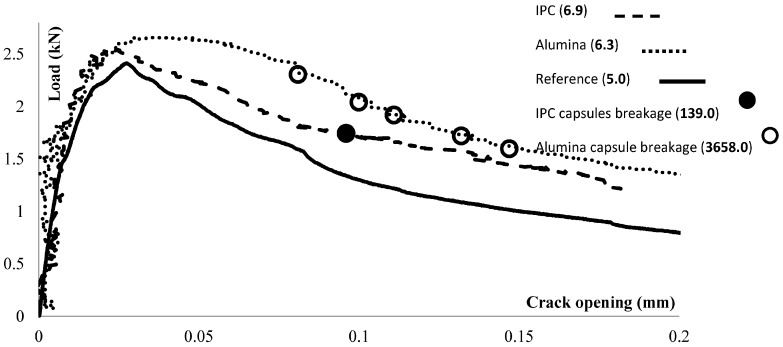 IPC (6.9)
Alumina (6.3)
Reference (5.0)
IPC capsules breakage (139.0)
Alumina capsule breakage (3658.0)
Load (kN)
2.5
2
1.5
1
0.5
0
Crack opening (mm)
0 0.05 0.1 0.15 0.2